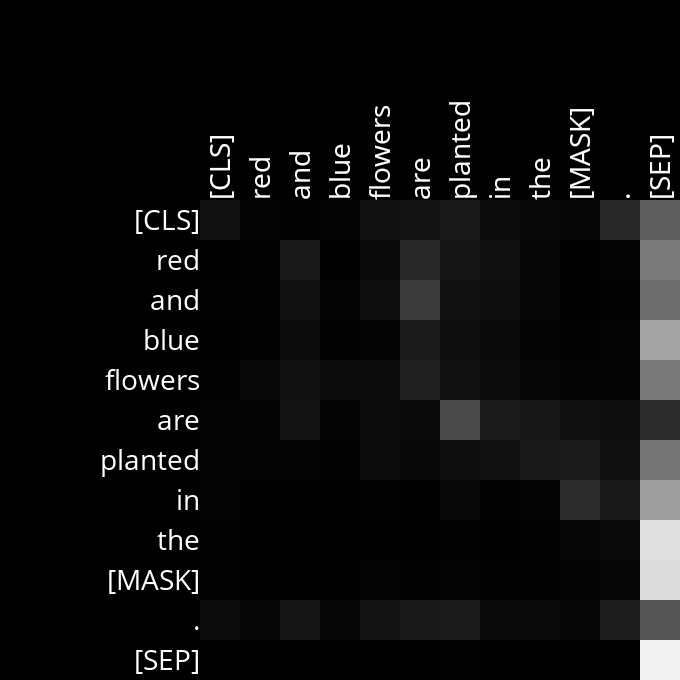 [CLS] red and blue flowers are planted in the [MASK] . [SEP]
[CLS]
red
and
blue
flowers
are
planted
in
the
[MASK]
.
[SEP]